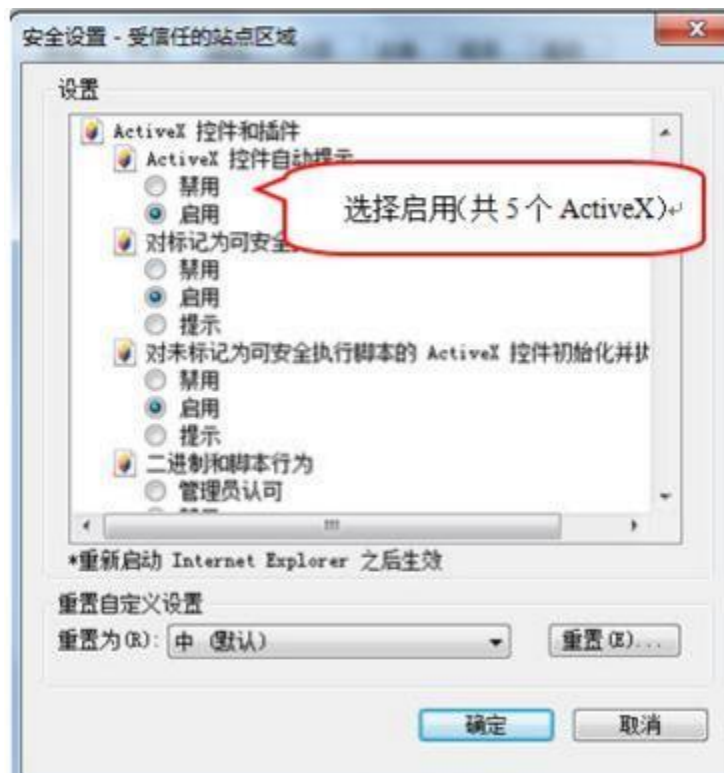 安全设置 - 受信任的站点区域
设置
ActiveX 控件和插件
ActiveX 控件自动提示
禁用
启用
选择启用(共 5 个 ActiveX)
对标记为可安全
禁用
启用
提示
对未标记为可安全执行脚本的 ActiveX 控件初始化并执
禁用
启用
提示
二进制和脚本行为
管理员认可
*重新启动 Internet Explorer 之后生效
重置自定义设置
重置为(R): 中 (默认)
重置(E)...
确定
取消